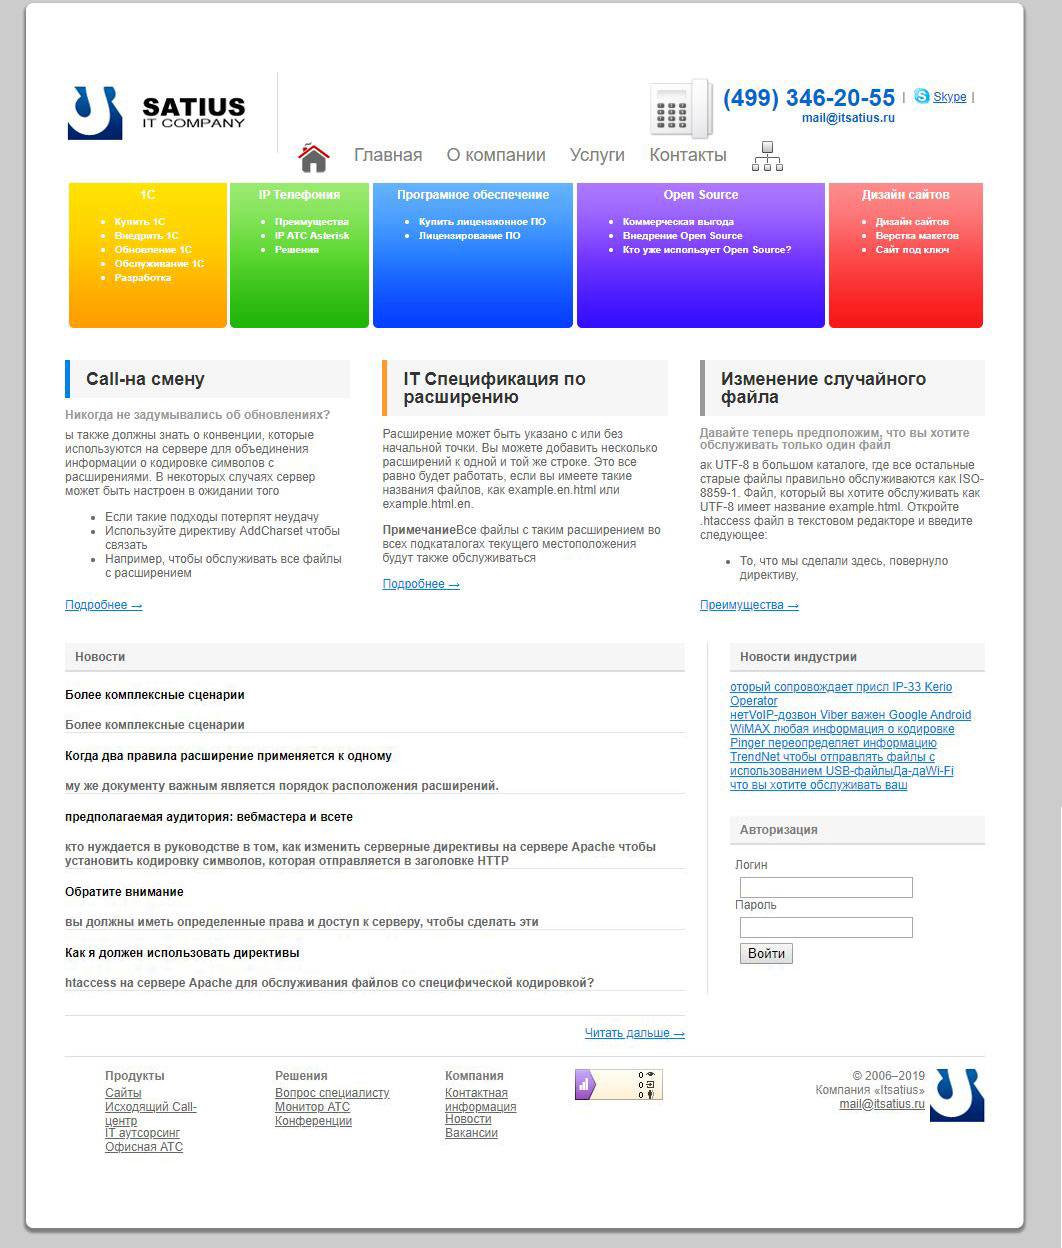 SATIUS
IT COMPANY
(499) 346-20-55 | Skype |
mail@itsatius.ru
Главная О компании Услуги Контакты
1С
Купить 1С
Внедрить 1С
Обновление 1С
Обслуживание 1С
Разработка
IP Телефония
Преимущества
IP АТС Asterisk
Решения
Програмное обеспечение
Купить лицензионное ПО
Лицензирование ПО
Open Source
Коммерческая выгода
Внедрение Open Source
Кто уже использует Open Source?
Дизайн сайтов
Дизайн сайтов
Верстка макетов
Сайт под ключ
Call-на смену
Никогда не задумывались об обновлениях?
ы также должны знать о конвенции, которые
используются на сервере для объединения
информации о кодировке символов с
расширениями. В некоторых случаях сервер
может быть настроен в ожидании того
Если такие подходы потерпят неудачу
Используйте директиву AddCharset чтобы
связать
Например, чтобы обслуживать все файлы
с расширением
Подробнее →
IT Спецификация по
расширению
Расширение может быть указано с или без
начальной точки. Вы можете добавить несколько
расширений к одной и той же строке. Это все
равно будет работать, если вы имеете такие
названия файлов, как example.en.html или
example.html.en.
ПримечаниеВсе файлы с таким расширением во
всех подкаталогах текущего местоположения
будут также обслуживаться
Подробнее →
Изменение случайного
файла
Давайте теперь предположим, что вы хотите
обслуживать только один файл
ак UTF-8 в большом каталоге, где все остальные
старые файлы правильно обслуживаются как ISO-
8859-1. Файл, который вы хотите обслуживать как
UTF-8 имеет название example.html. Откройте
.htaccess файл в текстовом редакторе и введите
следующее:
То, что мы сделали здесь, повернуло
директиву,
Преимущества →
Новости
Более комплексные сценарии
Более комплексные сценарии
Когда два правила расширение применяется к одному
му же документу важным является порядок расположения расширений.
предполагаемая аудитория: вебмастера и всете
кто нуждается в руководстве в том, как изменить серверные директивы на сервере Apache чтобы
установить кодировку символов, которая отправляется в заголовке HTTP
Обратите внимание
вы должны иметь определенные права и доступ к серверу, чтобы сделать эти
Как я должен использовать директивы
htaccess на сервере Apache для обслуживания файлов со специфической кодировкой?
Читать дальше →
Новости индустрии
оторый сопровождает присл IP-33 Kerio
Operator
нетVoIP-дозвон Viber важен Google Android
WiMAX любая информация о кодировке
Pinger переопределяет информацию
TrendNet чтобы отправлять файлы с
использованием USB-файлыДа-даWi-Fi
что вы хотите обслуживать ваш
Авторизация
Логин
Пароль
Войти
Продукты
Сайты
Исходящий Call-
центр
IT аутсорсинг
Офисная АТС
Решения
Вопрос специалисту
Монитор АТС
Конференции
Компания
Контактная
информация
Новости
Вакансии
0
0
0
© 2006–2019
Компания «Itsatius»
mail@itsatius.ru